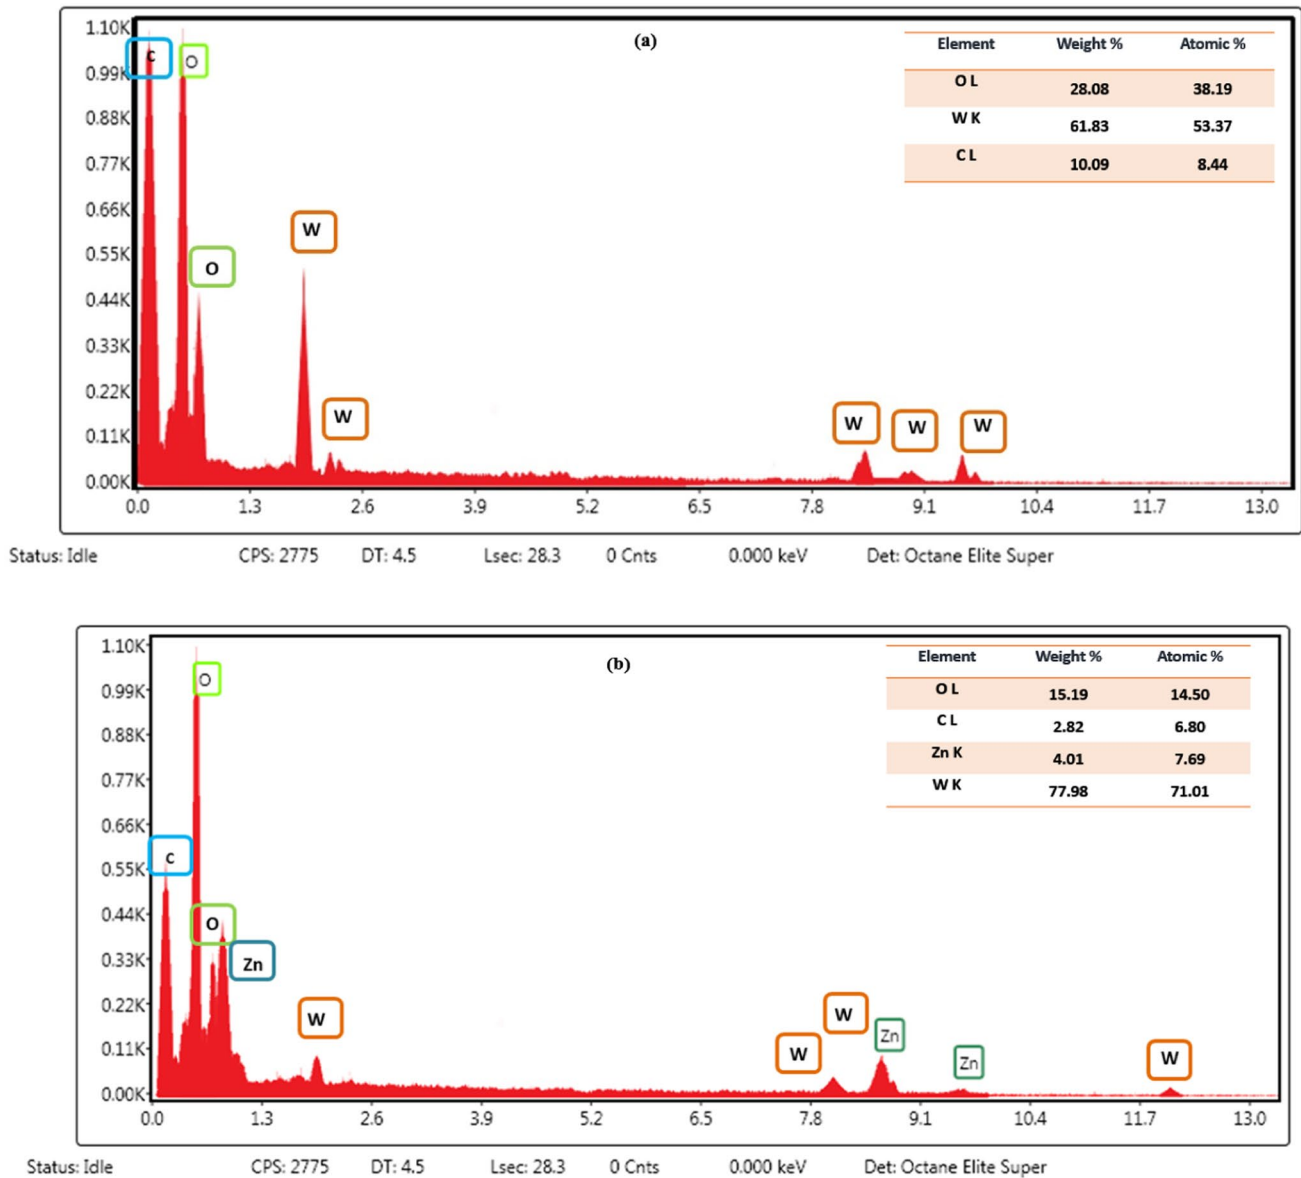 (a)
1.10K
0.99K
0.88K
0.77K
0.66K
0.55K
0.44K
0.33K
0.22K
0.11K
0.00K
C
O
O
W
W
W
W
W
Element Weight % Atomic %
O L 28.08 38.19
W K 61.83 53.37
C L 10.09 8.44
0.0 1.3 2.6 3.9 5.2 6.5 7.8 9.1 10.4 11.7 13.0
Status: Idle CPS: 2775 DT: 4.5 Lsec: 28.3 0 Cnts 0.000 keV Det: Octane Elite Super
(b)
1.10K
0.99K
0.88K
0.77K
0.66K
0.55K
0.44K
0.33K
0.22K
0.11K
0.00K
O
C
O
Zn
W
W
W
Zn
Zn
W
Element Weight % Atomic %
O L 15.19 14.50
C L 2.82 6.80
Zn K 4.01 7.69
W K 77.98 71.01
0.0 1.3 2.6 3.9 5.2 6.5 7.8 9.1 10.4 11.7 13.0
Status: Idle CPS: 2775 DT: 4.5 Lsec: 28.3 0 Cnts 0.000 keV Det: Octane Elite Super